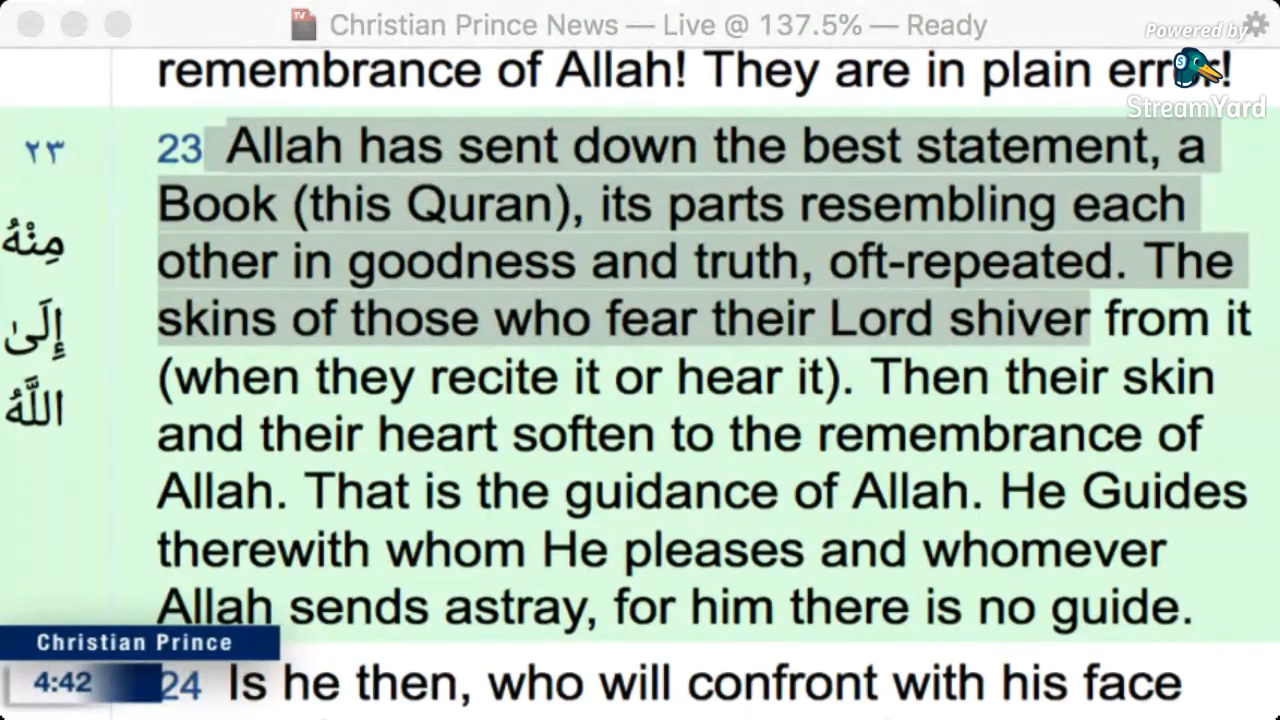 Christian Prince News — Live @ 137.5% — Ready
Powered by
StreamYard
remembrance of Allah! They are in plain error!
٢٣
23 Allah has sent down the best statement, a
Book (this Quran), its parts resembling each
مِنْهُ
other in goodness and truth, oft-repeated. The
skins of those who fear their Lord shiver from it
إِلَىٰ
(when they recite it or hear it). Then their skin
اللَّهُ
and their heart soften to the remembrance of
Allah. That is the guidance of Allah. He Guides
therewith whom He pleases and whomever
Allah sends astray, for him there is no guide.
Christian Prince
4:42
24 Is he then, who will confront with his face